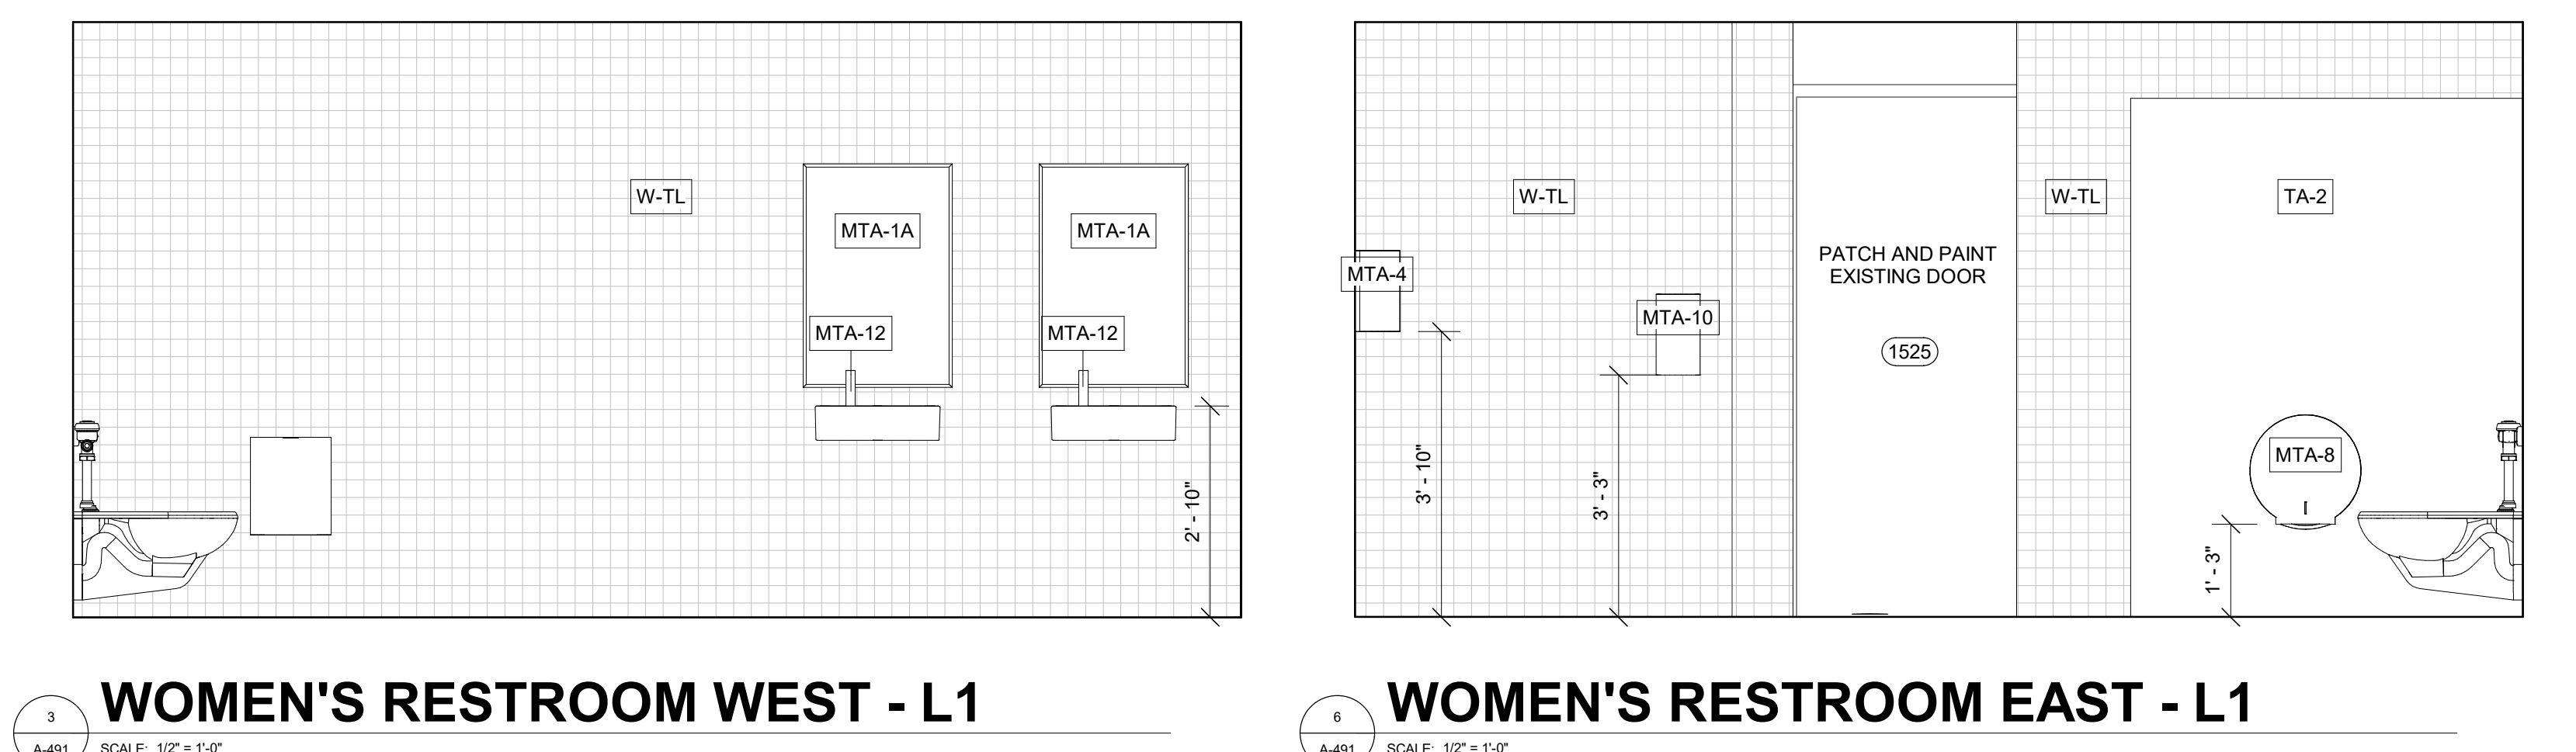 W-TL
MTA-1A
MTA-1A
MTA-12
MTA-12
2' - 10"
3
A-491
WOMEN'S RESTROOM WEST - L1
SCALE: 1/2" = 1'-0"
W-TL
W-TL
TA-2
PATCH AND PAINT
EXISTING DOOR
MTA-4
MTA-10
1525
MTA-8
3' - 10"
3' - 3"
1' - 3"
6
A-491
WOMEN'S RESTROOM EAST - L1
SCALE: 1/2" = 1'-0"